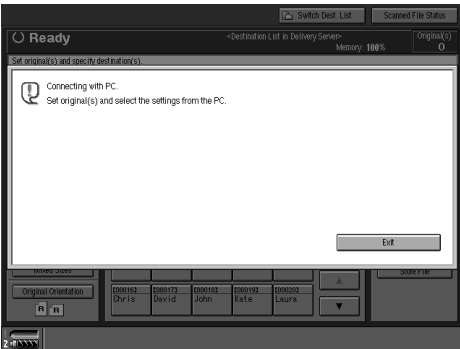 Switch Dest. List
Scanned File Status
Ready
<Destination List in Delivery Server>
Memory: 100%
Original(s)
0
Set original(s) and specify destination(s).
Connecting with PC.
Set original(s) and select the settings from the PC.
Exit
Mixed Sizes
Store File
Original Orientation
[00016] [00017] [00018] [00019] [00020]
Chris David John Kate Laura
R R
2